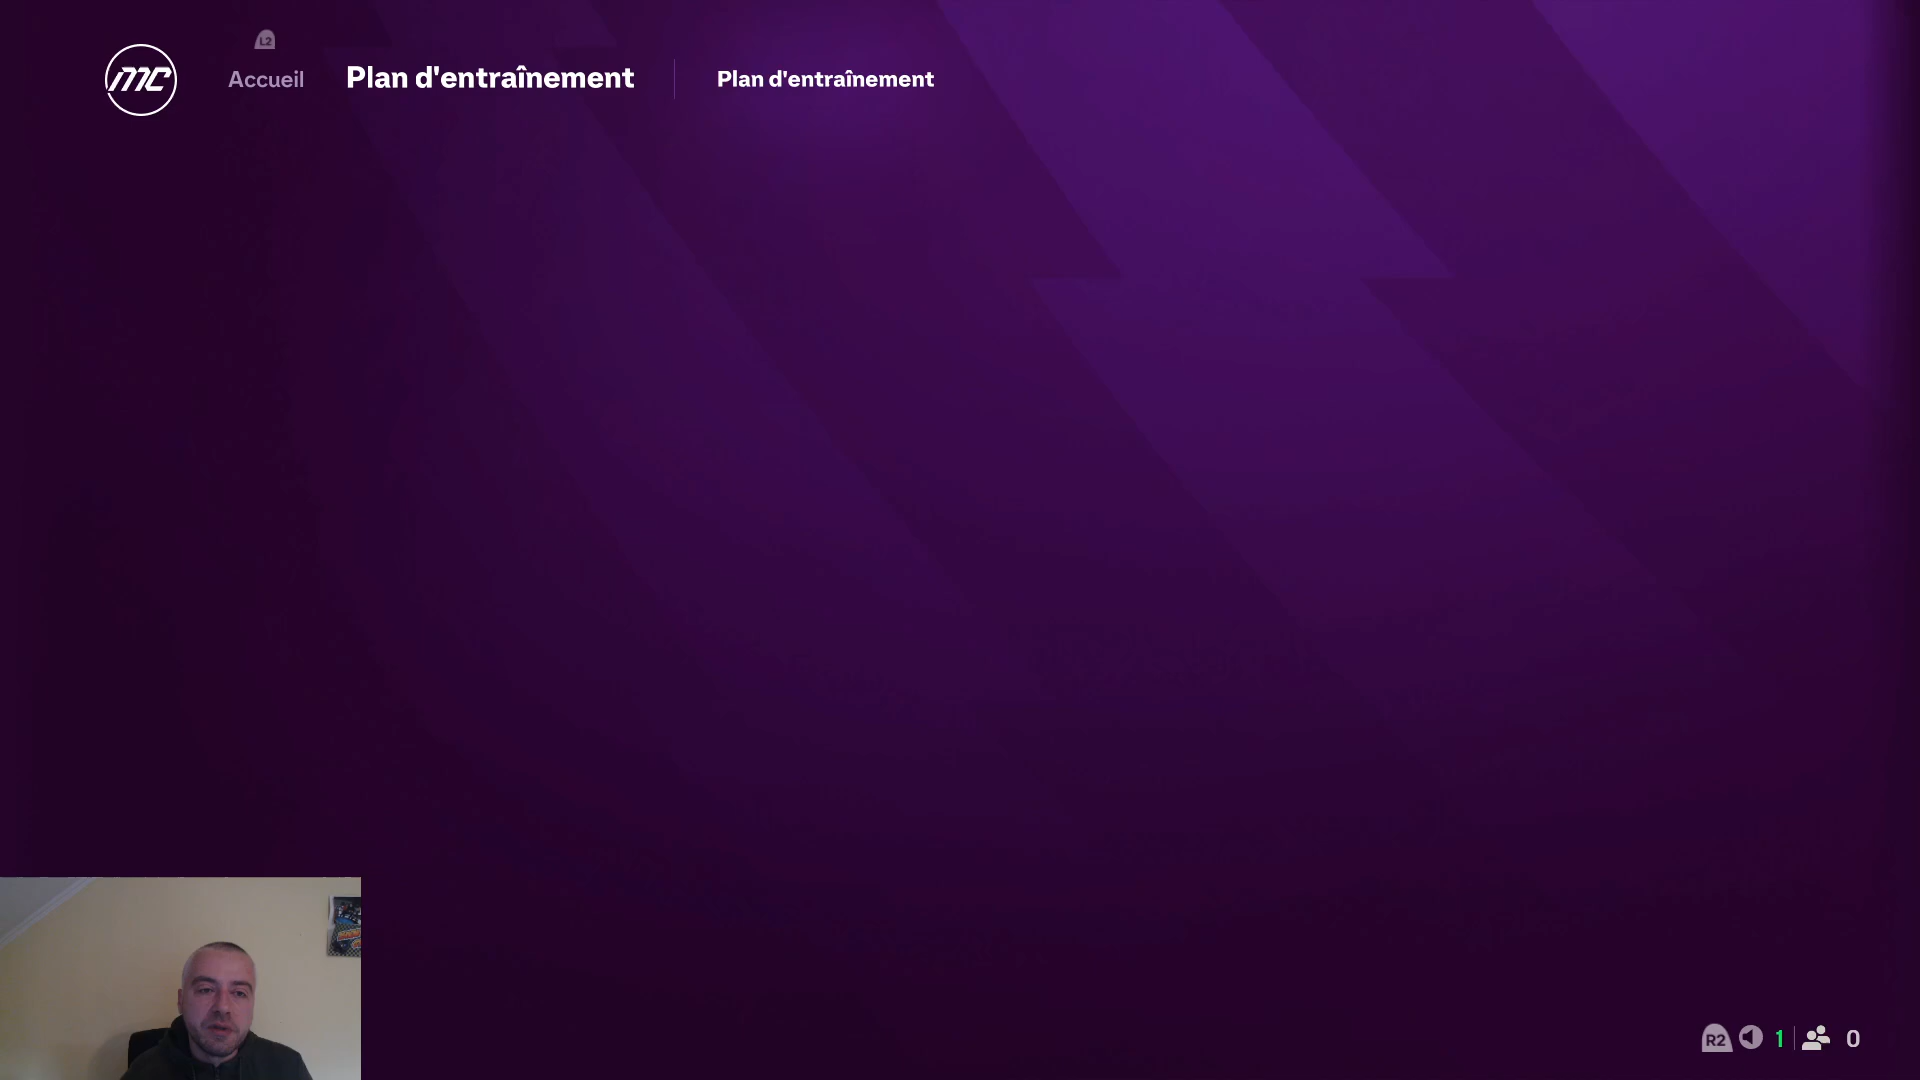 L2
MC
Accueil
Plan d'entraînement
Plan d'entraînement
R2
1
0